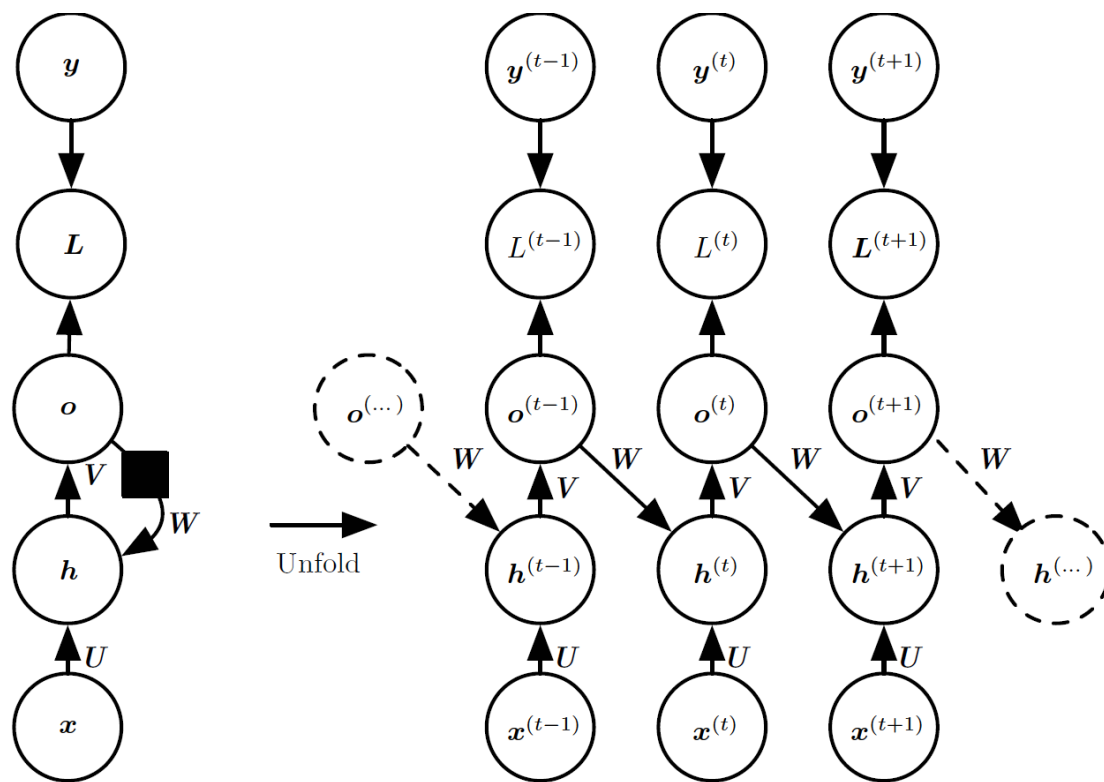 y y(t−1) y(t) y(t+1)
L L(t−1) L(t) L(t+1)
o o(...) o(t−1) o(t) o(t+1)
W W W W
V V V V
W
h h(t−1) h(t) h(t+1) h(...)
Unfold
U U U U
x x(t−1) x(t) x(t+1)